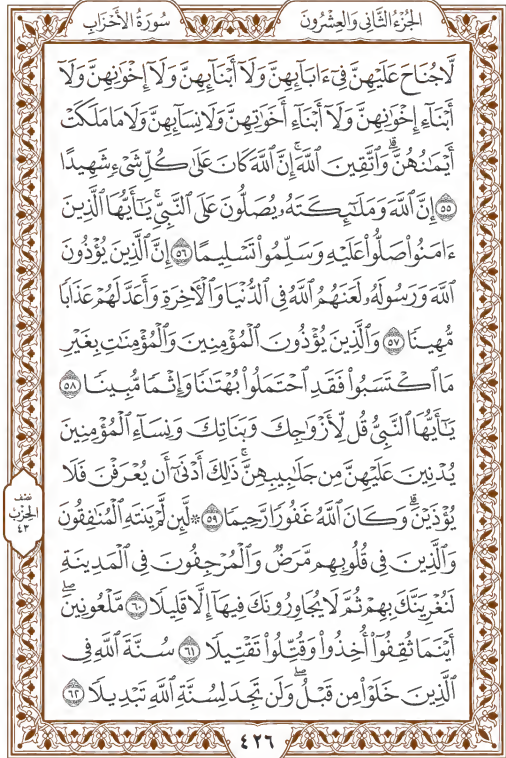 الجُزْءُ الثَّانِي وَالعِشْرُونَ
سُورَةُ الأَحْزَابِ
لَّا جُنَاحَ عَلَيْهِنَّ فِيٓ ءَابَآئِهِنَّ وَلَآ أَبْنَآئِهِنَّ وَلَآ إِخْوَٰنِهِنَّ وَلَآ
أَبْنَآءِ إِخْوَٰنِهِنَّ وَلَآ أَبْنَآءِ أَخَوَٰتِهِنَّ وَلَا نِسَآئِهِنَّ وَلَا مَا مَلَكَتْ
أَيْمَٰنُهُنَّۗ وَٱتَّقِينَ ٱللَّهَۚ إِنَّ ٱللَّهَ كَانَ عَلَىٰ كُلِّ شَيْءٖ شَهِيدًا
٥٥ إِنَّ ٱللَّهَ وَمَلَٰٓئِكَتَهُۥ يُصَلُّونَ عَلَى ٱلنَّبِيِّۚ يَٰٓأَيُّهَا ٱلَّذِينَ
ءَامَنُواْ صَلُّواْ عَلَيْهِ وَسَلِّمُواْ تَسْلِيمًا ٥٦ إِنَّ ٱلَّذِينَ يُؤْذُونَ
ٱللَّهَ وَرَسُولَهُۥ لَعَنَهُمُ ٱللَّهُ فِي ٱلدُّنْيَا وَٱلْأٓخِرَةِ وَأَعَدَّ لَهُمْ عَذَابٗا
مُّهِينٗا ٥٧ وَٱلَّذِينَ يُؤْذُونَ ٱلْمُؤْمِنِينَ وَٱلْمُؤْمِنَٰتِ بِغَيْرِ
مَا ٱكْتَسَبُواْ فَقَدِ ٱحْتَمَلُواْ بُهْتَٰنٗا وَإِثْمٗا مُّبِينٗا ٥٨
يَٰٓأَيُّهَا ٱلنَّبِيُّ قُل لِّأَزْوَٰجِكَ وَبَنَاتِكَ وَنِسَآءِ ٱلْمُؤْمِنِينَ
يُدْنِينَ عَلَيْهِنَّ مِن جَلَٰبِيبِهِنَّۚ ذَٰلِكَ أَدْنَىٰٓ أَن يُعْرَفْنَ فَلَا
يُؤْذَيْنَۗ وَكَانَ ٱللَّهُ غَفُورٗا رَّحِيمٗا ٥٩ ۞ لَّئِن لَّمْ يَنتَهِ ٱلْمُنَٰفِقُونَ
وَٱلَّذِينَ فِي قُلُوبِهِم مَّرَضٞ وَٱلْمُرْجِفُونَ فِي ٱلْمَدِينَةِ
لَنُغْرِيَنَّكَ بِهِمْ ثُمَّ لَا يُجَاوِرُونَكَ فِيهَآ إِلَّا قَلِيلٗا ٦٠ مَّلْعُونِينَۖ
أَيْنَمَا ثُقِفُوٓاْ أُخِذُواْ وَقُتِّلُواْ تَقْتِيلٗا ٦١ سُنَّةَ ٱللَّهِ فِي
ٱلَّذِينَ خَلَوْاْ مِن قَبْلُۖ وَلَن تَجِدَ لِسُنَّةِ ٱللَّهِ تَبْدِيلٗا ٦٢
نصف
الحزب
٤٣
٤٢٦